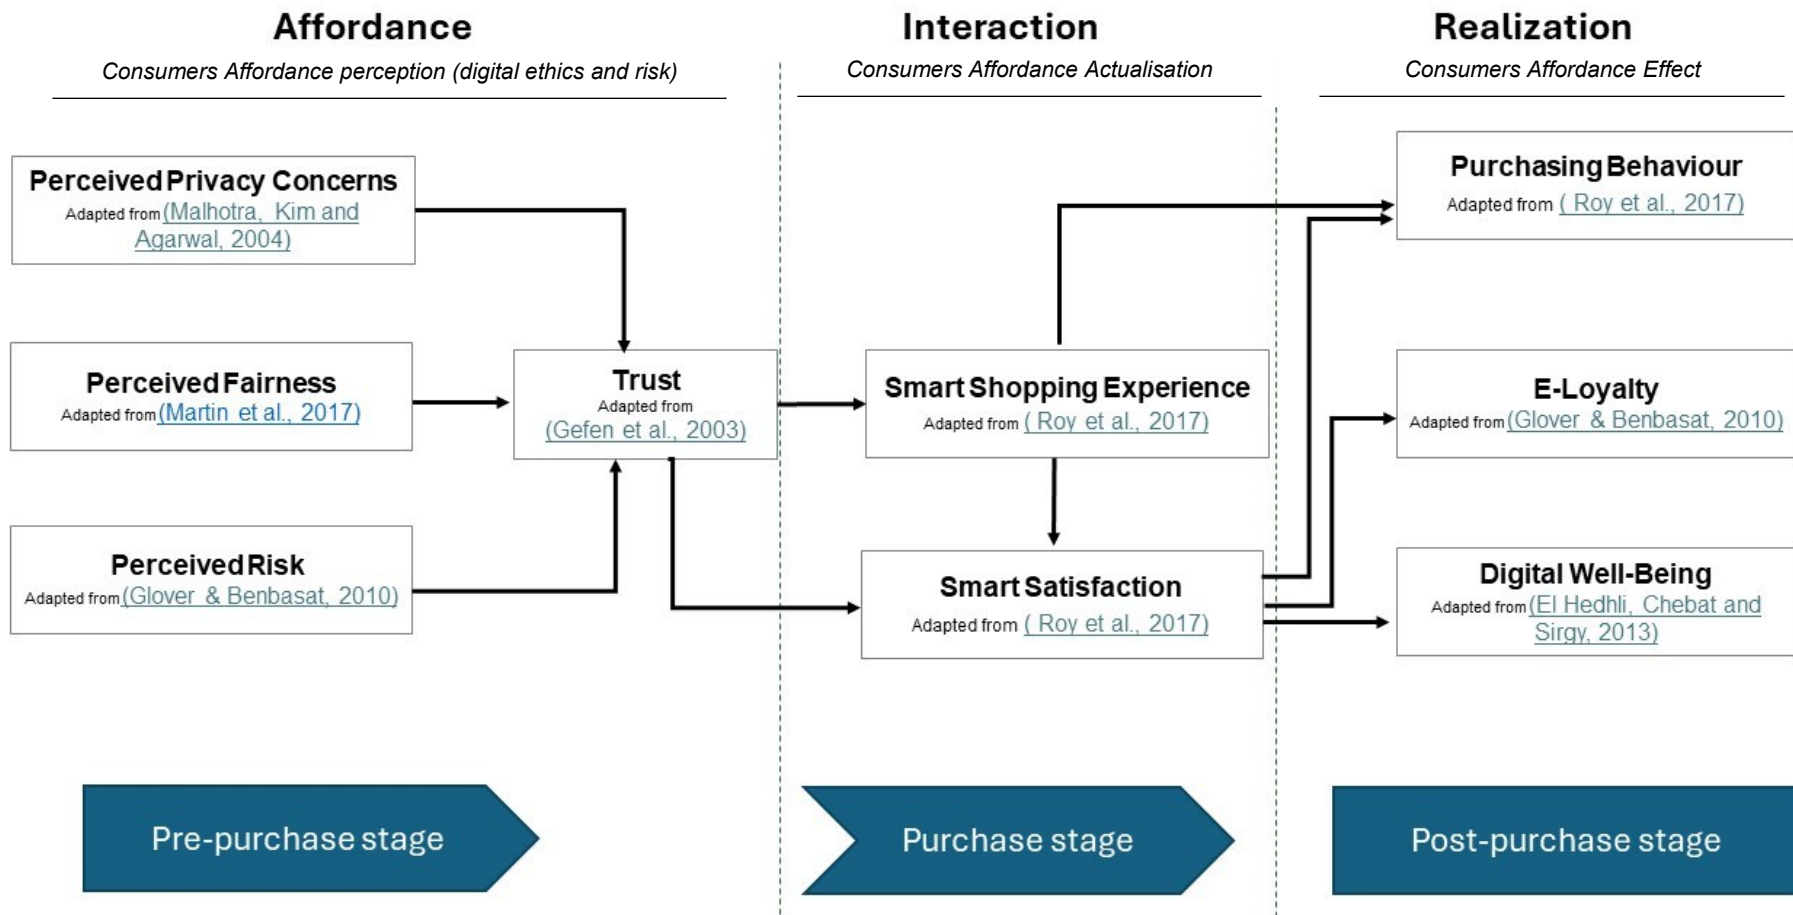 Affordance
Consumers Affordance perception (digital ethics and risk)
Interaction
Consumers Affordance Actualisation
Realization
Consumers Affordance Effect
Perceived Privacy Concerns
Adapted from (Malhotra, Kim and
Agarwal, 2004)
Perceived Fairness
Adapted from (Martin et al., 2017)
Perceived Risk
Adapted from (Glover & Benbasat, 2010)
Trust
Adapted from
(Gefen et al., 2003)
Smart Shopping Experience
Adapted from ( Roy et al., 2017)
Smart Satisfaction
Adapted from ( Roy et al., 2017)
Purchasing Behaviour
Adapted from ( Roy et al., 2017)
E-Loyalty
Adapted from (Glover & Benbasat, 2010)
Digital Well-Being
Adapted from (El Hedhli, Chebat and
Sirgy, 2013)
Pre-purchase stage
Purchase stage
Post-purchase stage